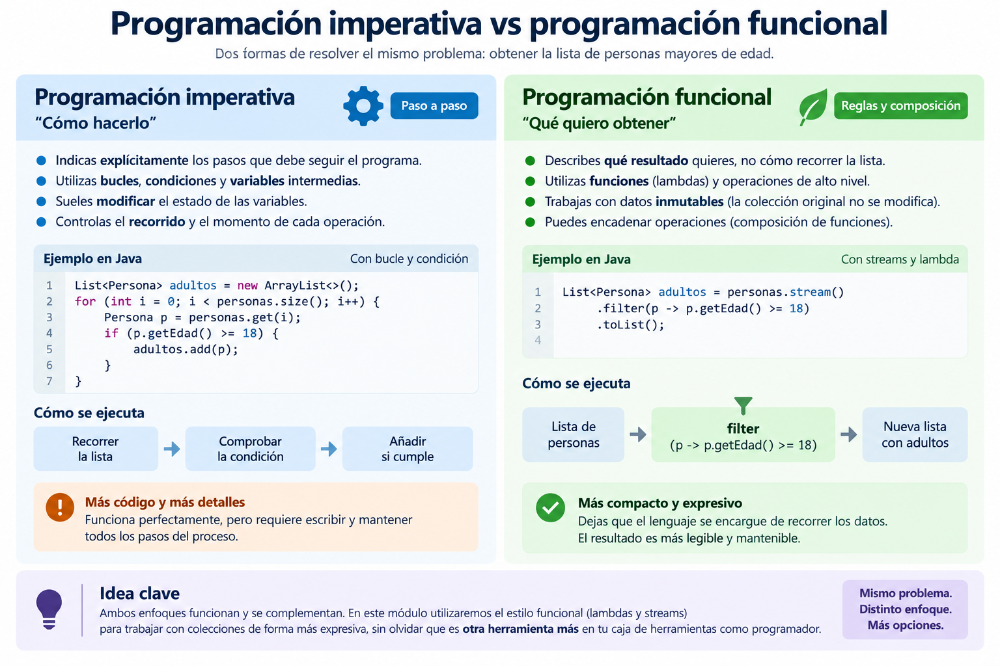 Programación imperativa vs programación funcional
Dos formas de resolver el mismo problema: obtener la lista de personas mayores de edad.
Programación imperativa
“Cómo hacerlo”
Paso a paso
Indicas explícitamente los pasos que debe seguir el programa.
Utilizas bucles, condiciones y variables intermedias.
Sueles modificar el estado de las variables.
Controlas el recorrido y el momento de cada operación.
Ejemplo en Java
Con bucle y condición
1 List<Persona> adultos = new ArrayList<>();
2 for (int i = 0; i < personas.size(); i++) {
3     Persona p = personas.get(i);
4     if (p.getEdad() >= 18) {
5         adultos.add(p);
6     }
7 }
Cómo se ejecuta
Recorrer
la lista
Comprobar
la condición
Añadir
si cumple
Más código y más detalles
Funciona perfectamente, pero requiere escribir y mantener
todos los pasos del proceso.
Programación funcional
“Qué quiero obtener”
Reglas y composición
Describes qué resultado quieres, no cómo recorrer la lista.
Utilizas funciones (lambdas) y operaciones de alto nivel.
Trabajas con datos inmutables (la colección original no se modifica).
Puedes encadenar operaciones (composición de funciones).
Ejemplo en Java
Con streams y lambda
1 List<Persona> adultos = personas.stream()
2     .filter(p -> p.getEdad() >= 18)
3     .toList();
4
Cómo se ejecuta
Lista de
personas
filter
(p -> p.getEdad() >= 18)
Nueva lista
con adultos
Más compacto y expresivo
Dejas que el lenguaje se encargue de recorrer los datos.
El resultado es más legible y mantenible.
Idea clave
Ambos enfoques funcionan y se complementan. En este módulo utilizaremos el estilo funcional (lambdas y streams)
para trabajar con colecciones de forma más expresiva, sin olvidar que es otra herramienta más en tu caja de herramientas como programador.
Mismo problema.
Distinto enfoque.
Más opciones.